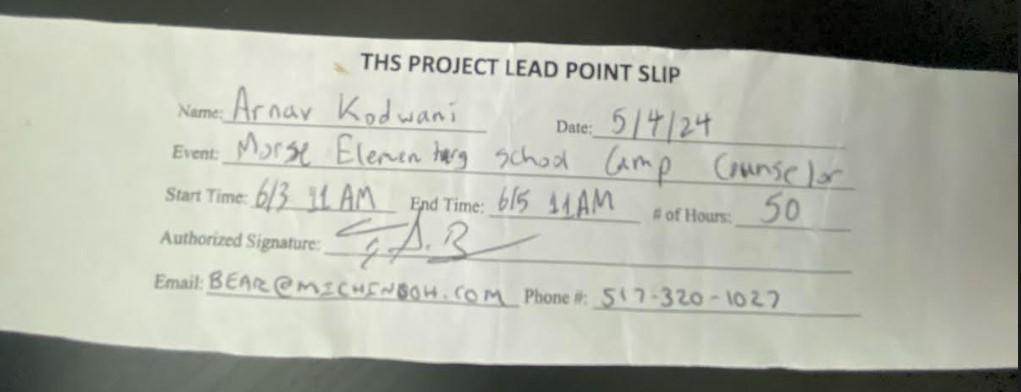 THS PROJECT LEAD POINT SLIP
Name: Arnav Kodwani Date: 5/4/24
Event: Morse Elementary school Camp Counselor
Start Time: 6/3 11 AM End Time: 6/5 11AM # of Hours: 50
Authorized Signature:
Email: BEAR@MICHINDOH.COM Phone #: 517-320-1027